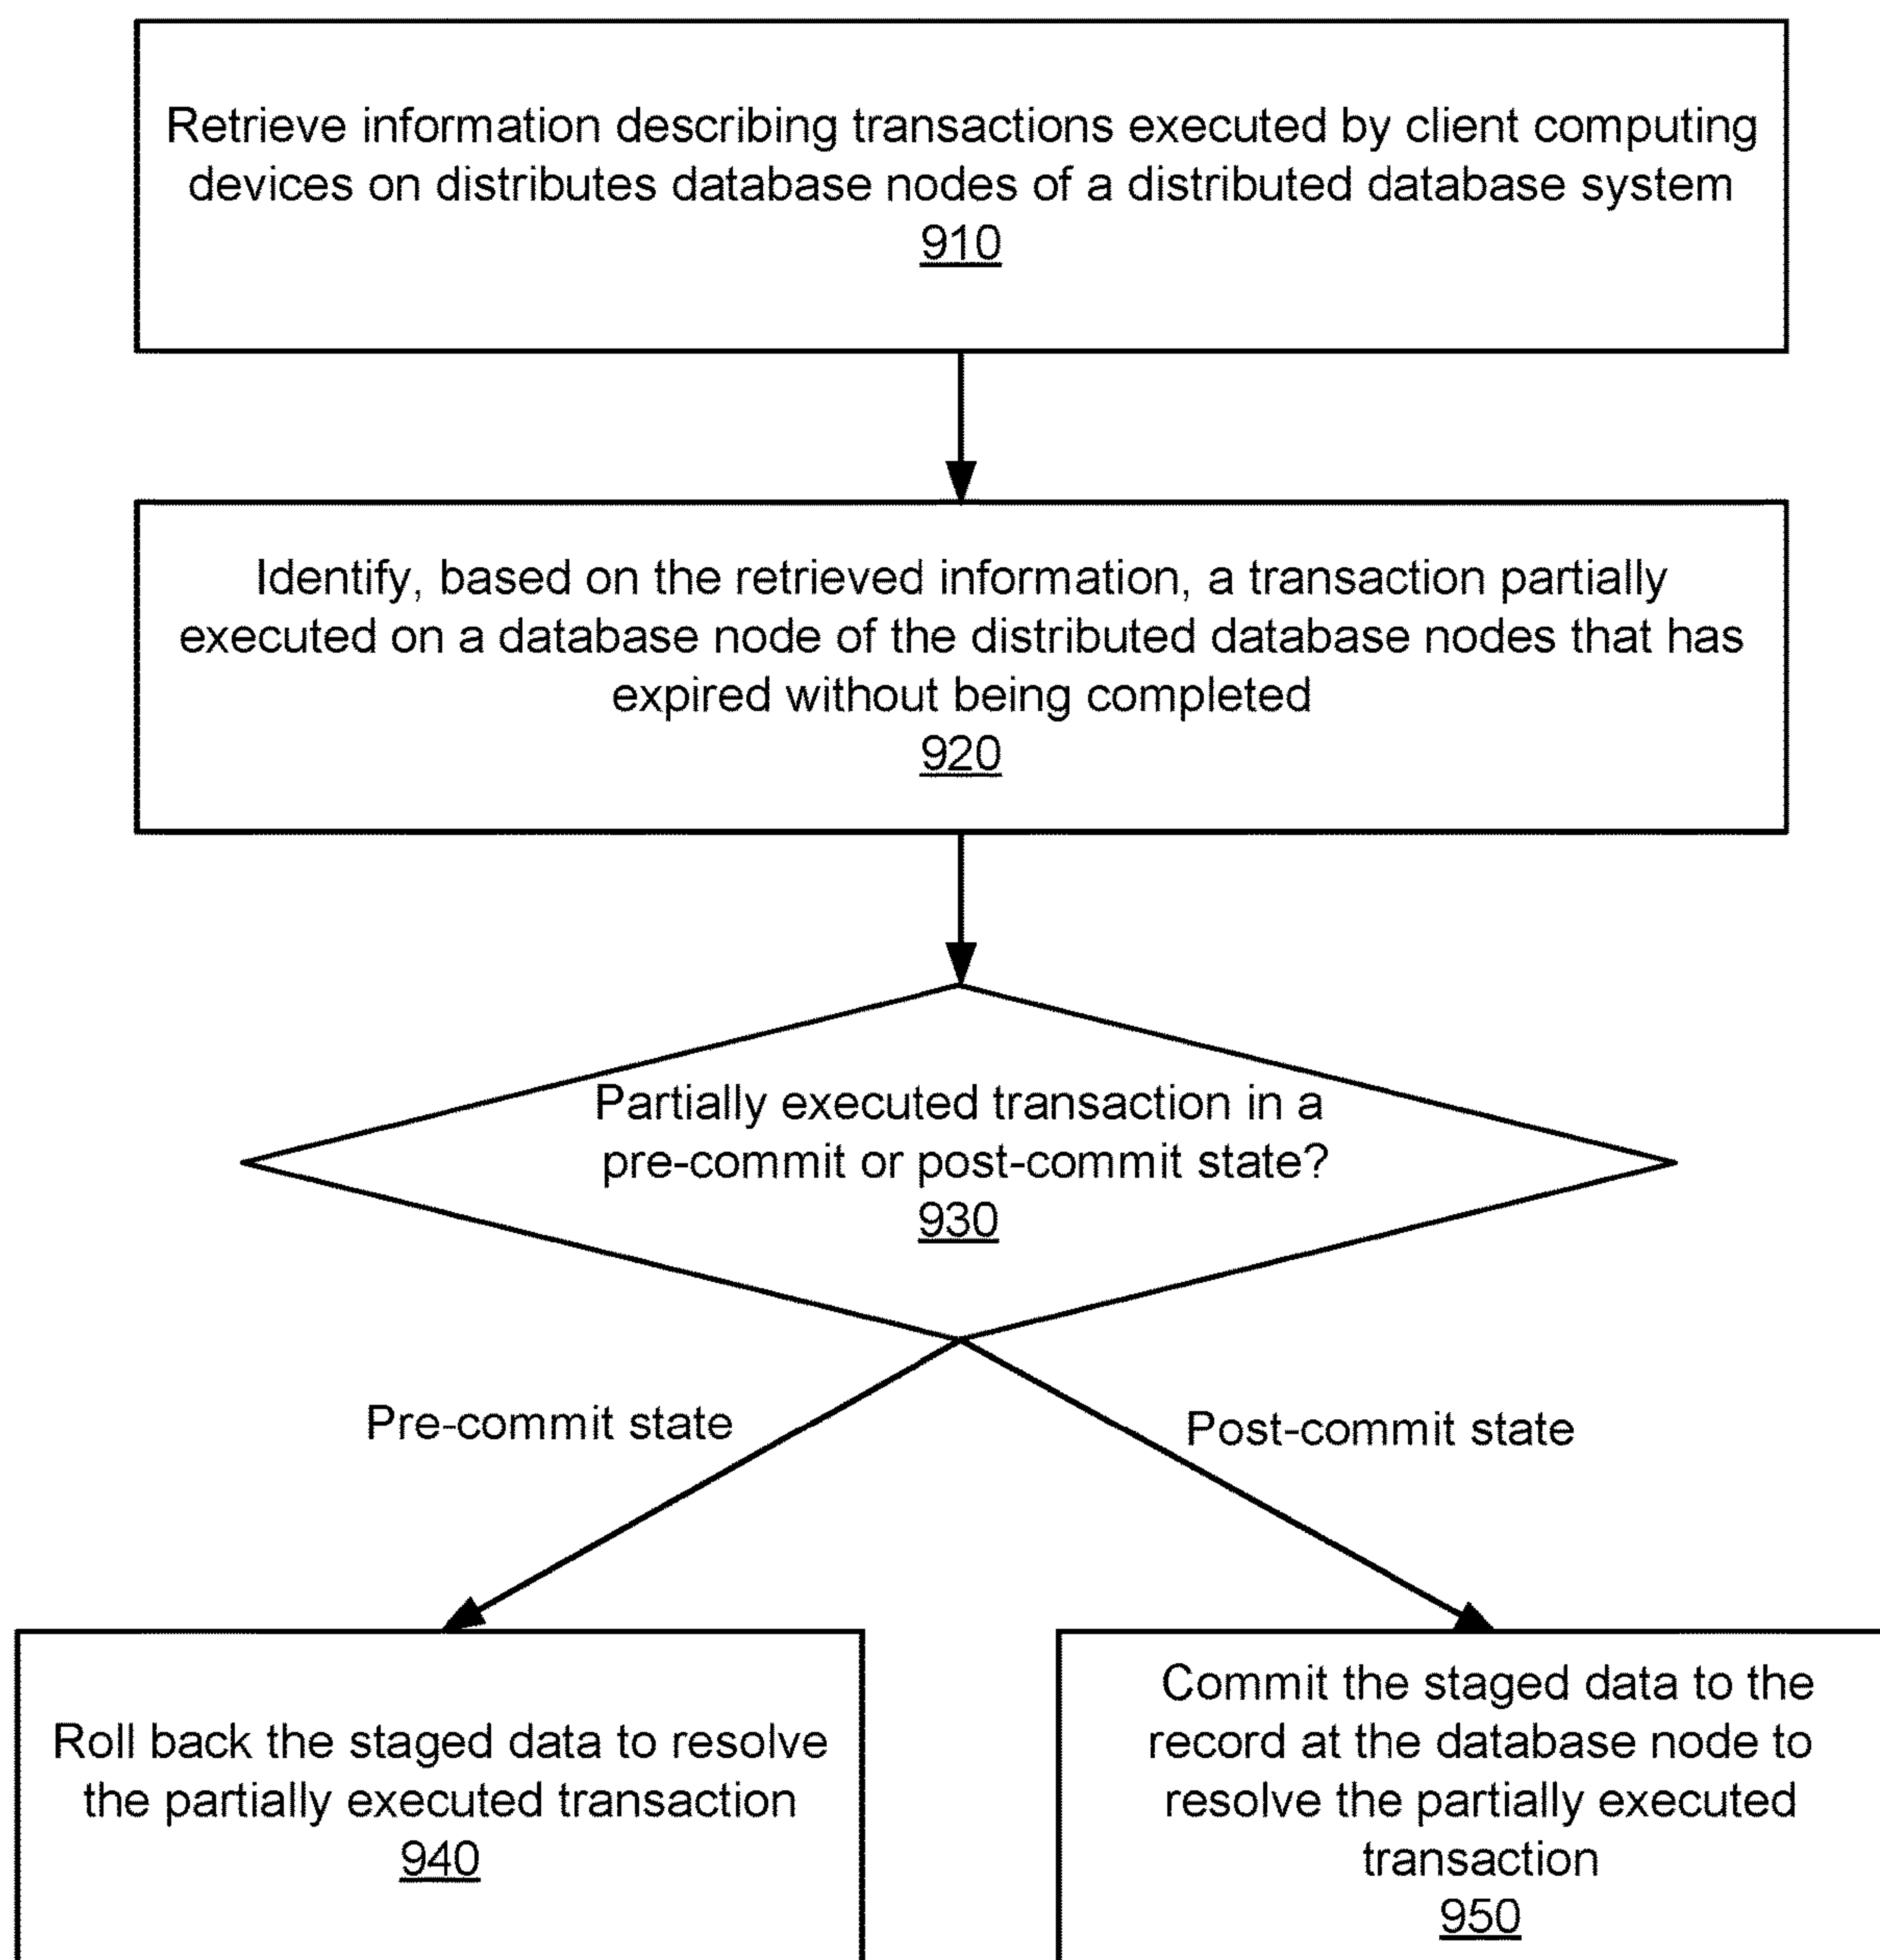 Retrieve information describing transactions executed by client computing
devices on distributes database nodes of a distributed database system
910
Identify, based on the retrieved information, a transaction partially
executed on a database node of the distributed database nodes that has
expired without being completed
920
Partially executed transaction in a
pre-commit or post-commit state?
930
Pre-commit state
Post-commit state
Roll back the staged data to resolve
the partially executed transaction
940
Commit the staged data to the
record at the database node to
resolve the partially executed
transaction
950